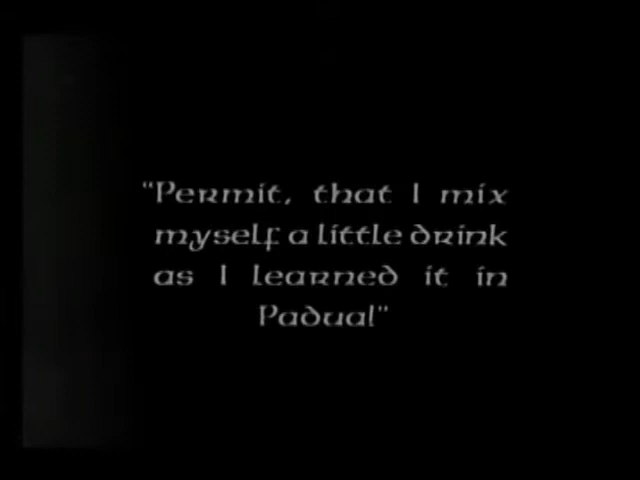 "Permit, that I mix
myself a little drink
as I learned it in
Padua!"